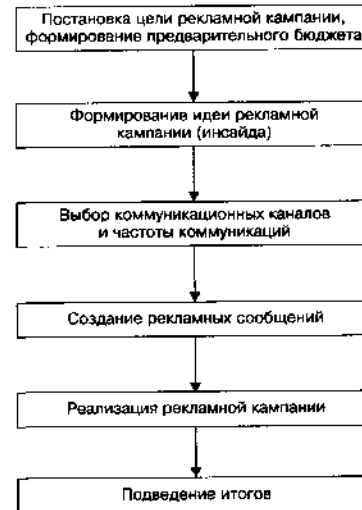 Постановка цели рекламной кампании,
формирование предварительного бюджета
Формирование идеи рекламной
кампании (инсайда)
Выбор коммуникационных каналов
и частоты коммуникаций
Создание рекламных сообщений
Реализация рекламной кампании
Подведение итогов